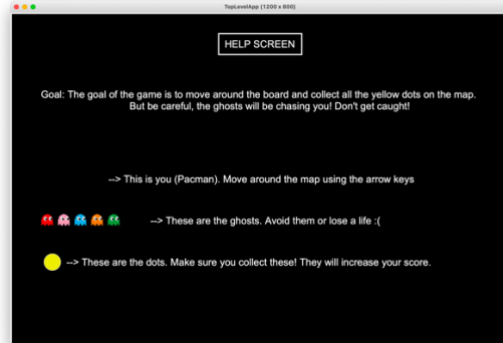 TopLevelApp (1200 x 800)
HELP SCREEN
Goal: The goal of the game is to move around the board and collect all the yellow dots on the map.
But be careful, the ghosts will be chasing you! Don't get caught!
--> This is you (Pacman). Move around the map using the arrow keys
--> These are the ghosts. Avoid them or lose a life :(
--> These are the dots. Make sure you collect these! They will increase your score.